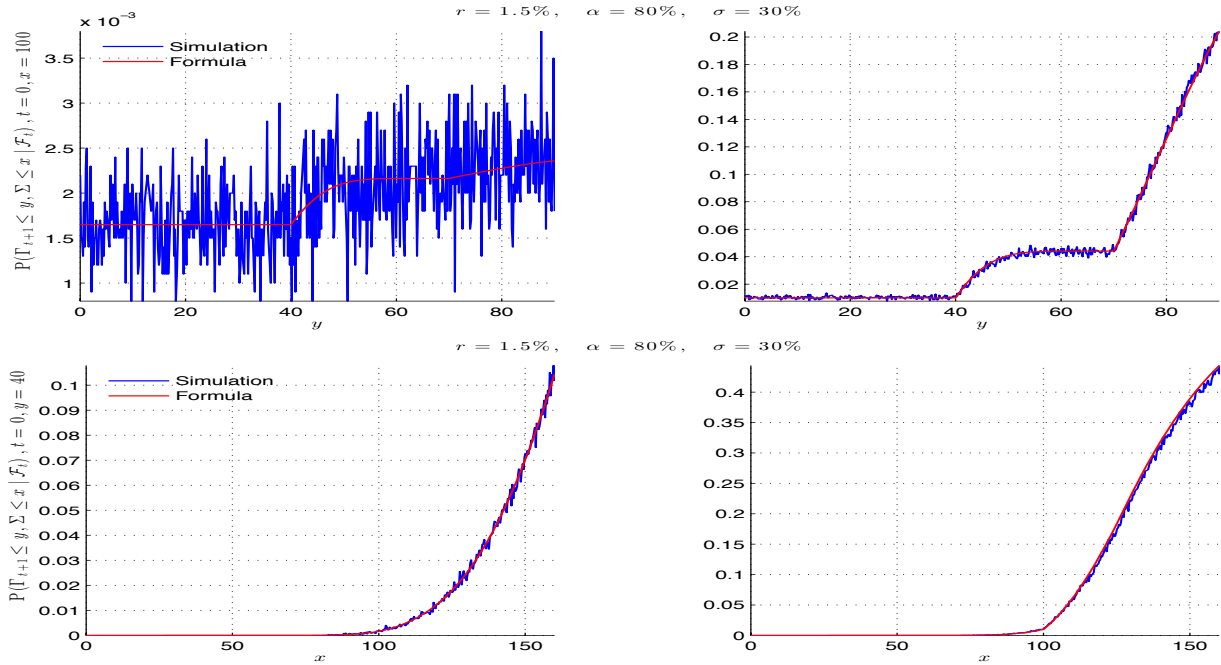 r = 1.5%, α = 80%, σ = 30%
x 10⁻³
P(Γₜ₊₁ ≤ y, Σ ≤ x | ℱₜ), t = 0, x = 100
3.5
3
2.5
2
1.5
1
Simulation
Formula
0 20 40 60 80
y
0.2
0.18
0.16
0.14
0.12
0.1
0.08
0.06
0.04
0.02
0 20 40 60 80
y
r = 1.5%, α = 80%, σ = 30%
P(Γₜ₊₁ ≤ y, Σ ≤ x | ℱₜ), t = 0, y = 40
0.1
0.09
0.08
0.07
0.06
0.05
0.04
0.03
0.02
0.01
0
Simulation
Formula
0 50 100 150
x
0.4
0.35
0.3
0.25
0.2
0.15
0.1
0.05
0
0 50 100 150
x